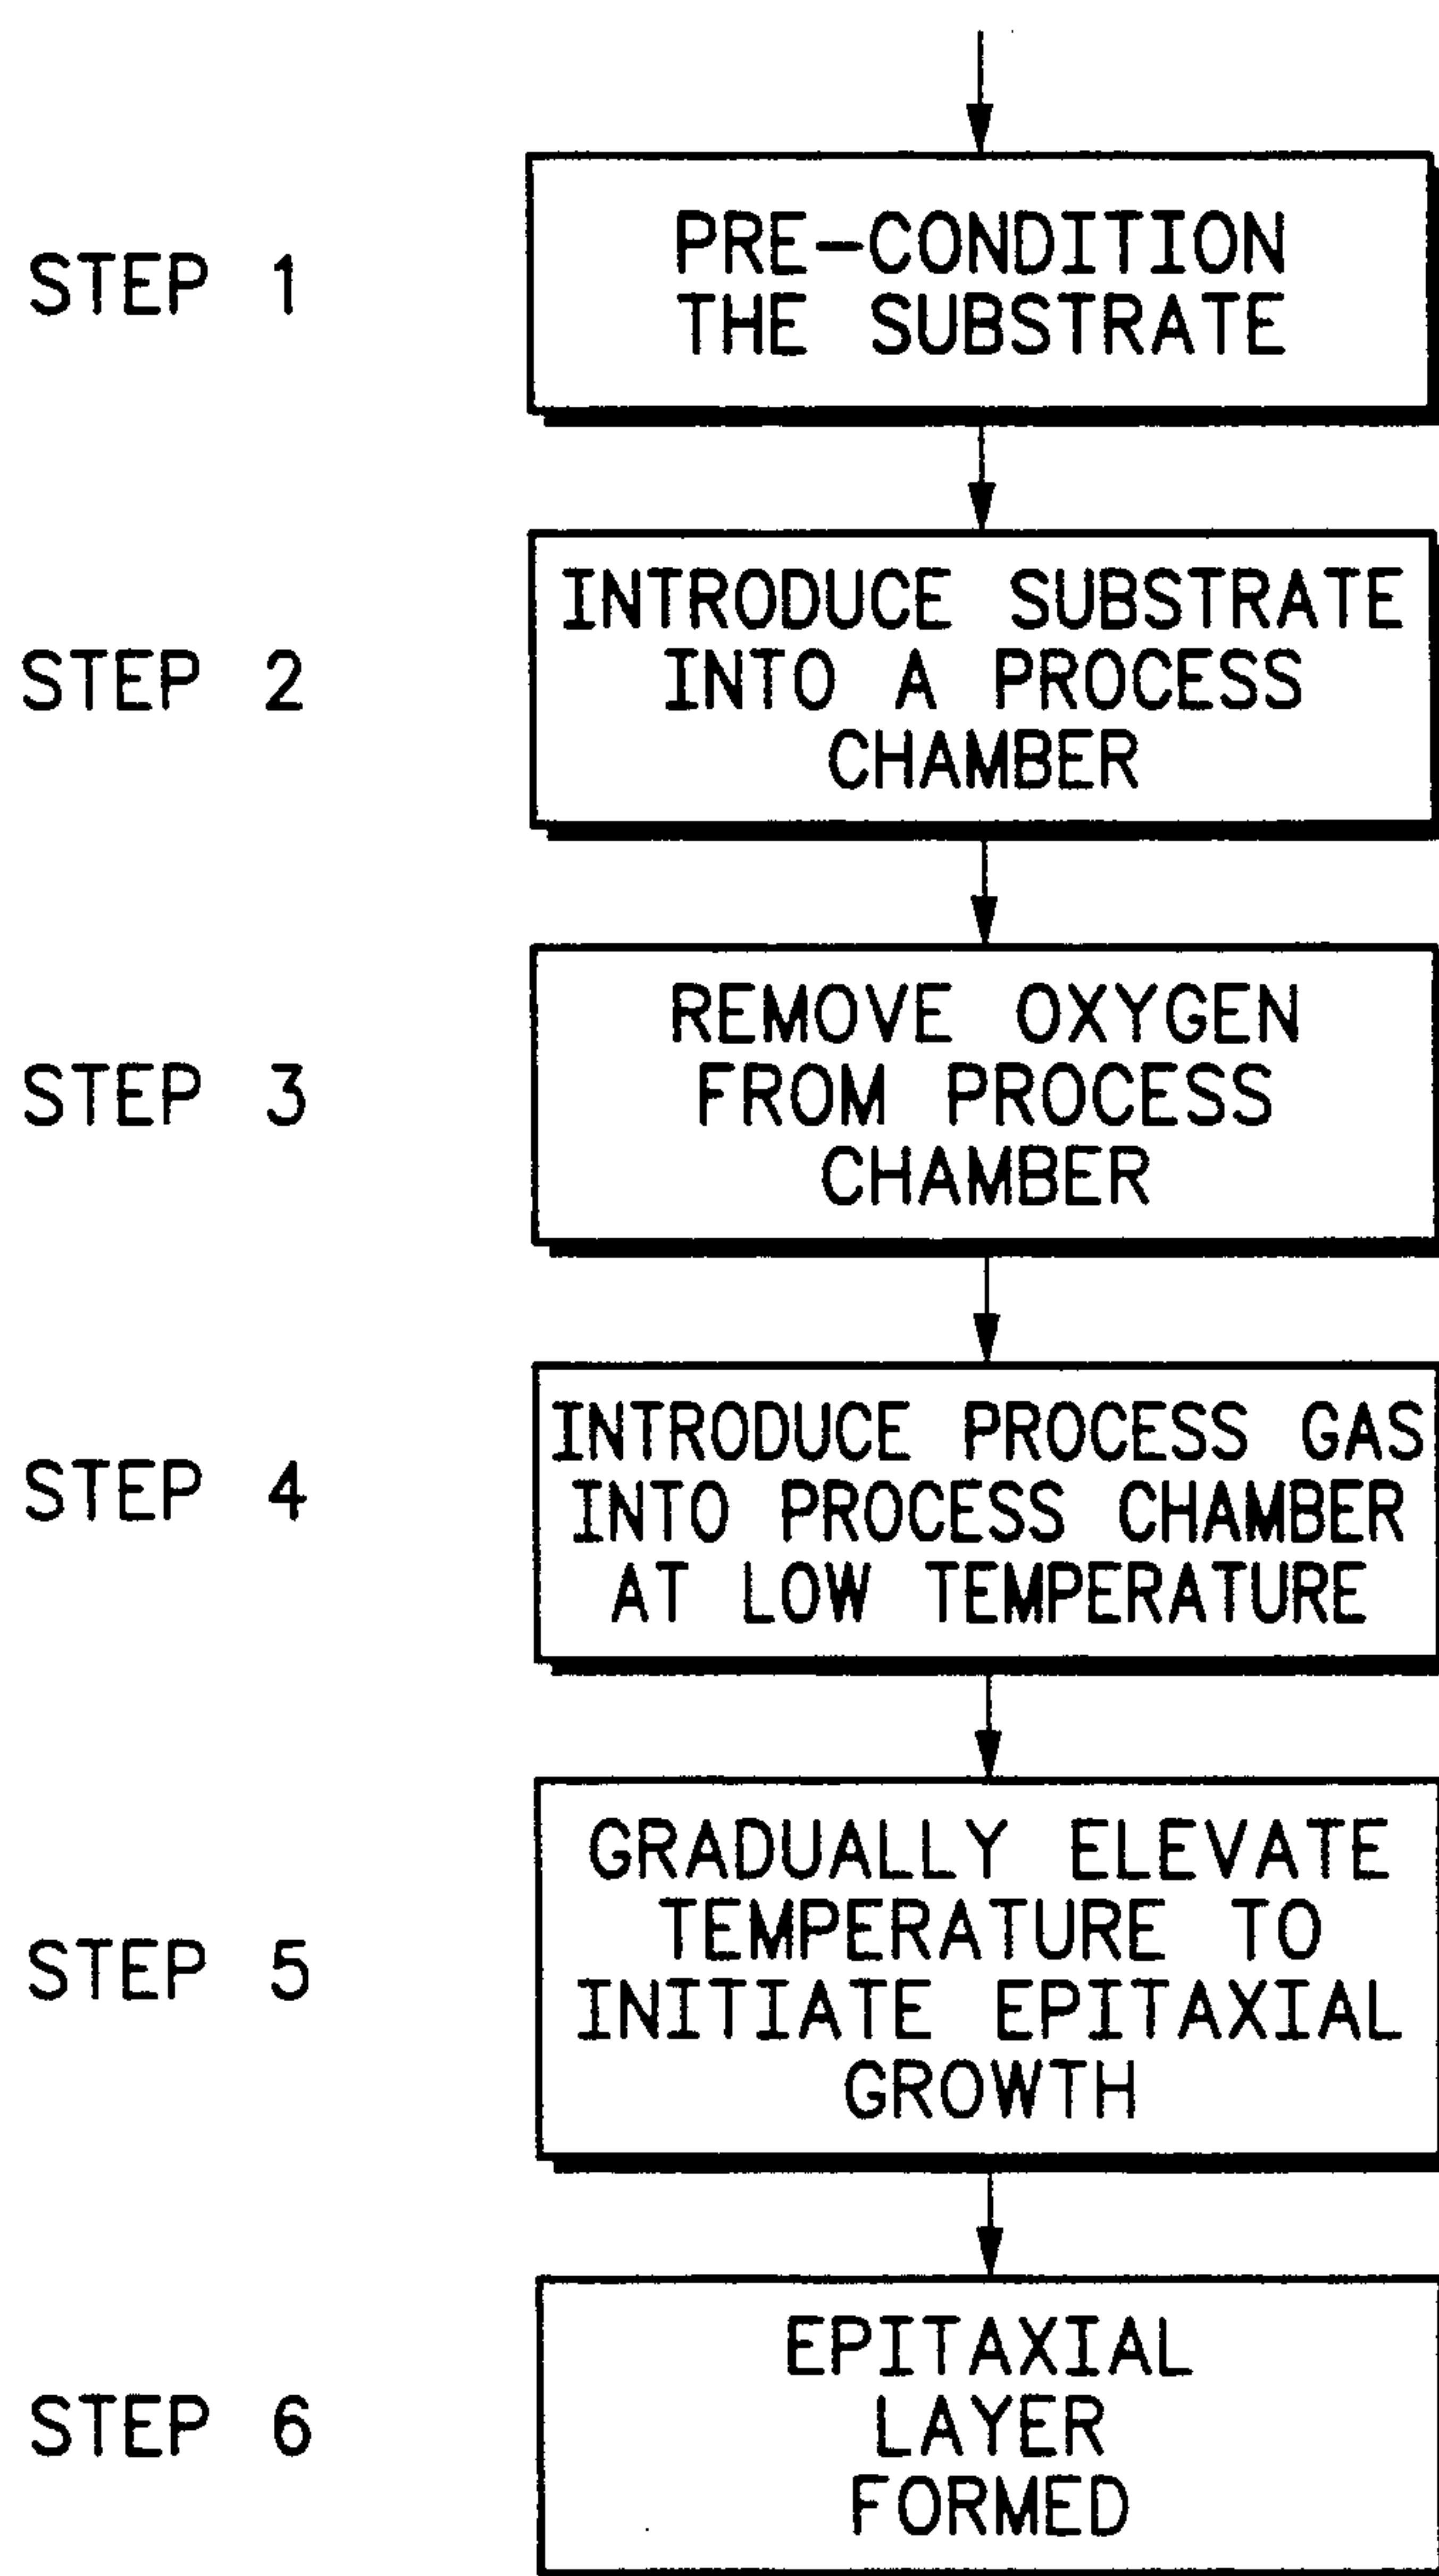 STEP 1
PRE-CONDITION
THE SUBSTRATE
STEP 2
INTRODUCE SUBSTRATE
INTO A PROCESS
CHAMBER
STEP 3
REMOVE OXYGEN
FROM PROCESS
CHAMBER
STEP 4
INTRODUCE PROCESS GAS
INTO PROCESS CHAMBER
AT LOW TEMPERATURE
STEP 5
GRADUALLY ELEVATE
TEMPERATURE TO
INITIATE EPITAXIAL
GROWTH
STEP 6
EPITAXIAL
LAYER
FORMED